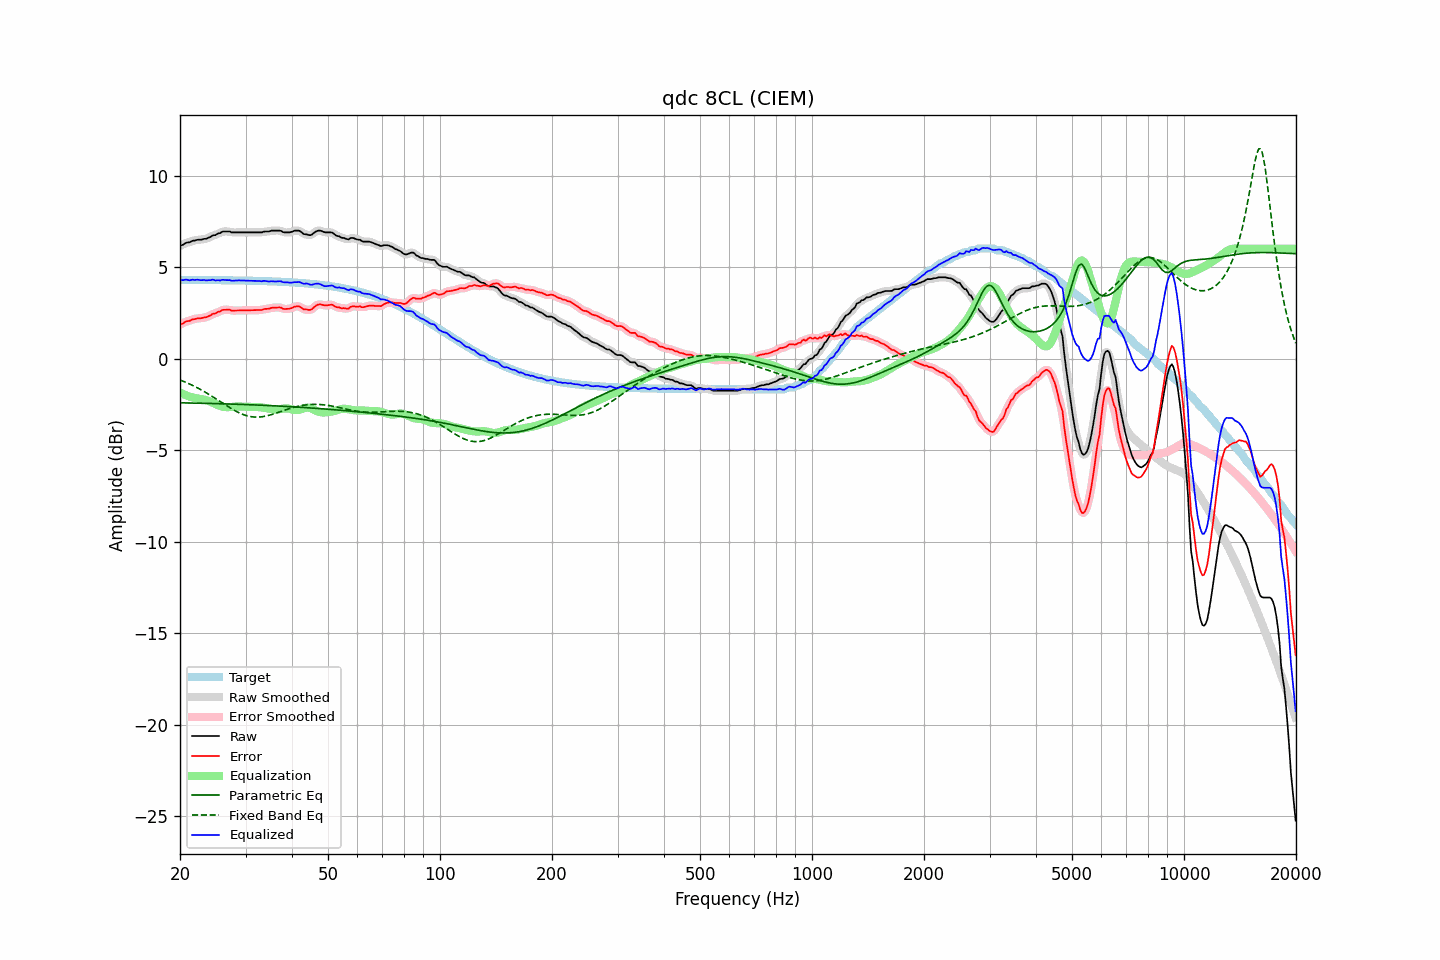 qdc 8CL (CIEM)
Amplitude (dBr)
10
5
0
−5
−10
−15
−20
−25
Target
Raw Smoothed
Error Smoothed
Raw
Error
Equalization
Parametric Eq
Fixed Band Eq
Equalized
20 50 100 200 500 1000 2000 5000 10000 20000
Frequency (Hz)